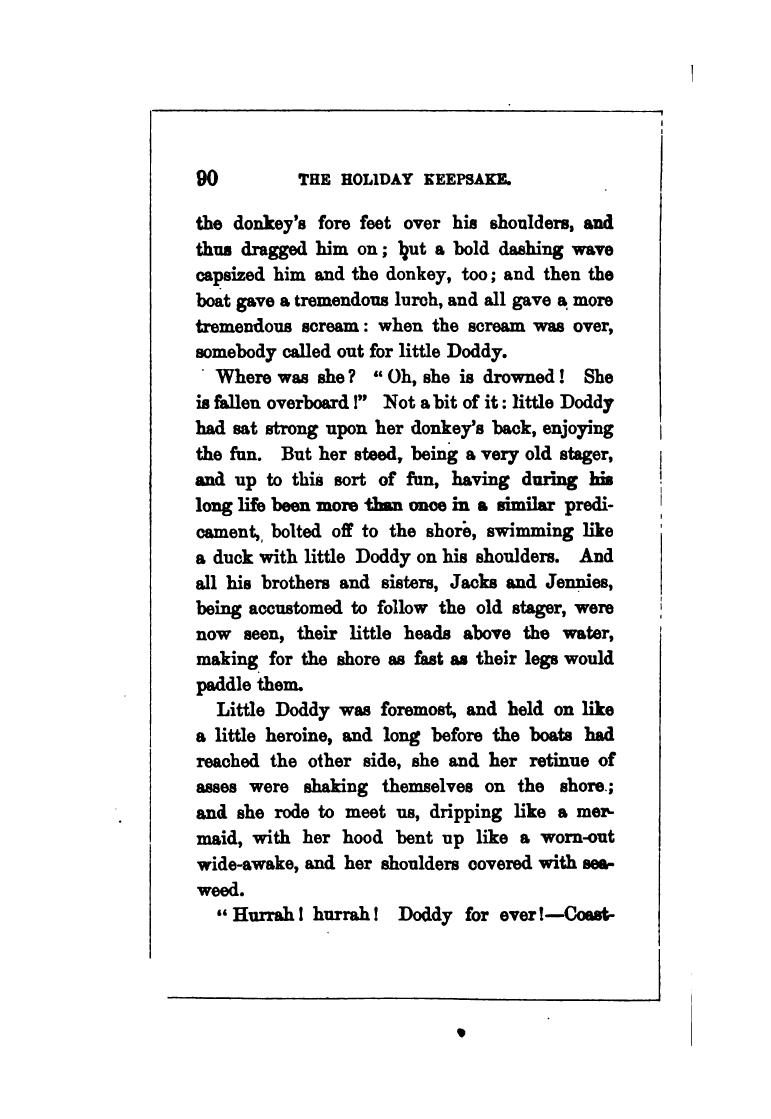 90 THE HOLIDAY KEEPSAKE.
the donkey's fore feet over his shoulders, and
thus dragged him on; but a bold dashing wave
capsized him and the donkey, too; and then the
boat gave a tremendous lurch, and all gave a more
tremendous scream: when the scream was over,
somebody called out for little Doddy.
Where was she? "Oh, she is drowned! She
is fallen overboard!" Not a bit of it: little Doddy
had sat strong upon her donkey's back, enjoying
the fun. But her steed, being a very old stager,
and up to this sort of fun, having during his
long life been more than once in a similar predi-
cament, bolted off to the shore, swimming like
a duck with little Doddy on his shoulders. And
all his brothers and sisters, Jacks and Jennies,
being accustomed to follow the old stager, were
now seen, their little heads above the water,
making for the shore as fast as their legs would
paddle them.
Little Doddy was foremost, and held on like
a little heroine, and long before the boats had
reached the other side, she and her retinue of
asses were shaking themselves on the shore;
and she rode to meet us, dripping like a mer-
maid, with her hood bent up like a worn-out
wide-awake, and her shoulders covered with sea-
weed.
"Hurrah! hurrah! Doddy for ever!—Coast-